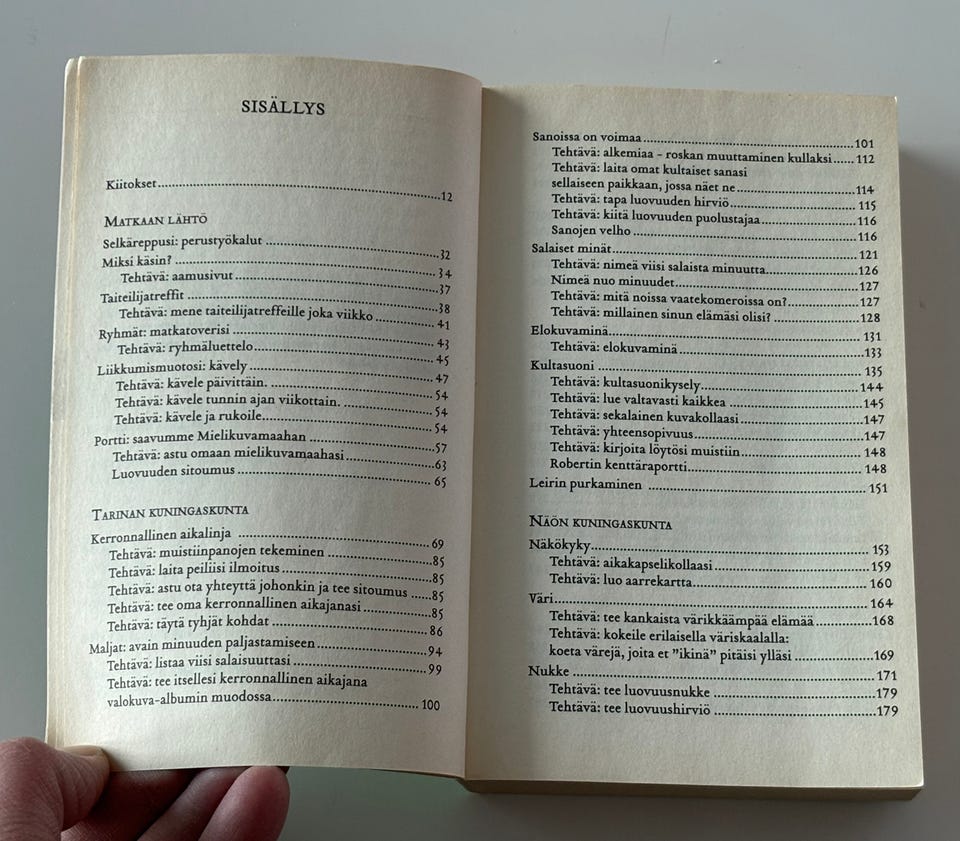 SISÄLLYS
Kiitokset 12
MATKAAN LÄHTÖ
Selkäreppusi: perustyökalut 32
Miksi käsin? 34
Tehtävä: aamusivut 37
Taiteilijatreffit 38
Tehtävä: mene taiteilijatreffeille joka viikko 41
Ryhmät: matkatoverisi 43
Tehtävä: ryhmäluettelo 45
Liikkumismuotosi: kävely 47
Tehtävä: kävele päivittäin. 54
Tehtävä: kävele tunnin ajan viikottain. 54
Tehtävä: kävele ja rukoile 54
Portti: saavumme Mielikuvamaahan 57
Tehtävä: astu omaan mielikuvamaahasi 63
Luovuuden sitoumus 65
TARINAN KUNINGASKUNTA
Kerronnallinen aikalinja 69
Tehtävä: muistiinpanojen tekeminen 85
Tehtävä: laita peiliisi ilmoitus 85
Tehtävä: astu ota yhteyttä johonkin ja tee sitoumus 85
Tehtävä: tee oma kerronnallinen aikajanasi 85
Tehtävä: täytä tyhjät kohdat 86
Maljat: avain minuuden paljastamiseen 94
Tehtävä: listaa viisi salaisuuttasi 99
Tehtävä: tee itsellesi kerronnallinen aikajana
valokuva-albumin muodossa 100
Sanoissa on voimaa 101
Tehtävä: alkemiaa - roskan muuttaminen kullaksi 112
Tehtävä: laita omat kultaiset sanasi
sellaiseen paikkaan, jossa näet ne 114
Tehtävä: tapa luovuuden hirviö 115
Tehtävä: kiitä luovuuden puolustajaa 116
Sanojen velho 116
Salaiset minät 121
Tehtävä: nimeä viisi salaista minuutta 126
Nimeä nuo minuudet 127
Tehtävä: mitä noissa vaatekomeroissa on? 127
Tehtävä: millainen sinun elämäsi olisi? 128
Elokuvaminä 131
Tehtävä: elokuvaminä 133
Kultasuoni 135
Tehtävä: kultasuonikysely 144
Tehtävä: lue valtavasti kaikkea 145
Tehtävä: sekalainen kuvakollaasi 147
Tehtävä: yhteensopivuus 147
Tehtävä: kirjoita löytösi muistiin 148
Robertin kenttäraportti 148
Leirin purkaminen 151
NÄÖN KUNINGASKUNTA
Näkökyky 153
Tehtävä: aikakapselikollaasi 159
Tehtävä: luo aarrekartta 160
Väri 164
Tehtävä: tee kankaista värikkäämpää elämää 168
Tehtävä: kokeile erilaisella väriskaalalla:
koeta värejä, joita et "ikinä" pitäisi ylläsi 169
Nukke 171
Tehtävä: tee luovuusnukke 179
Tehtävä: tee luovuushirviö 179